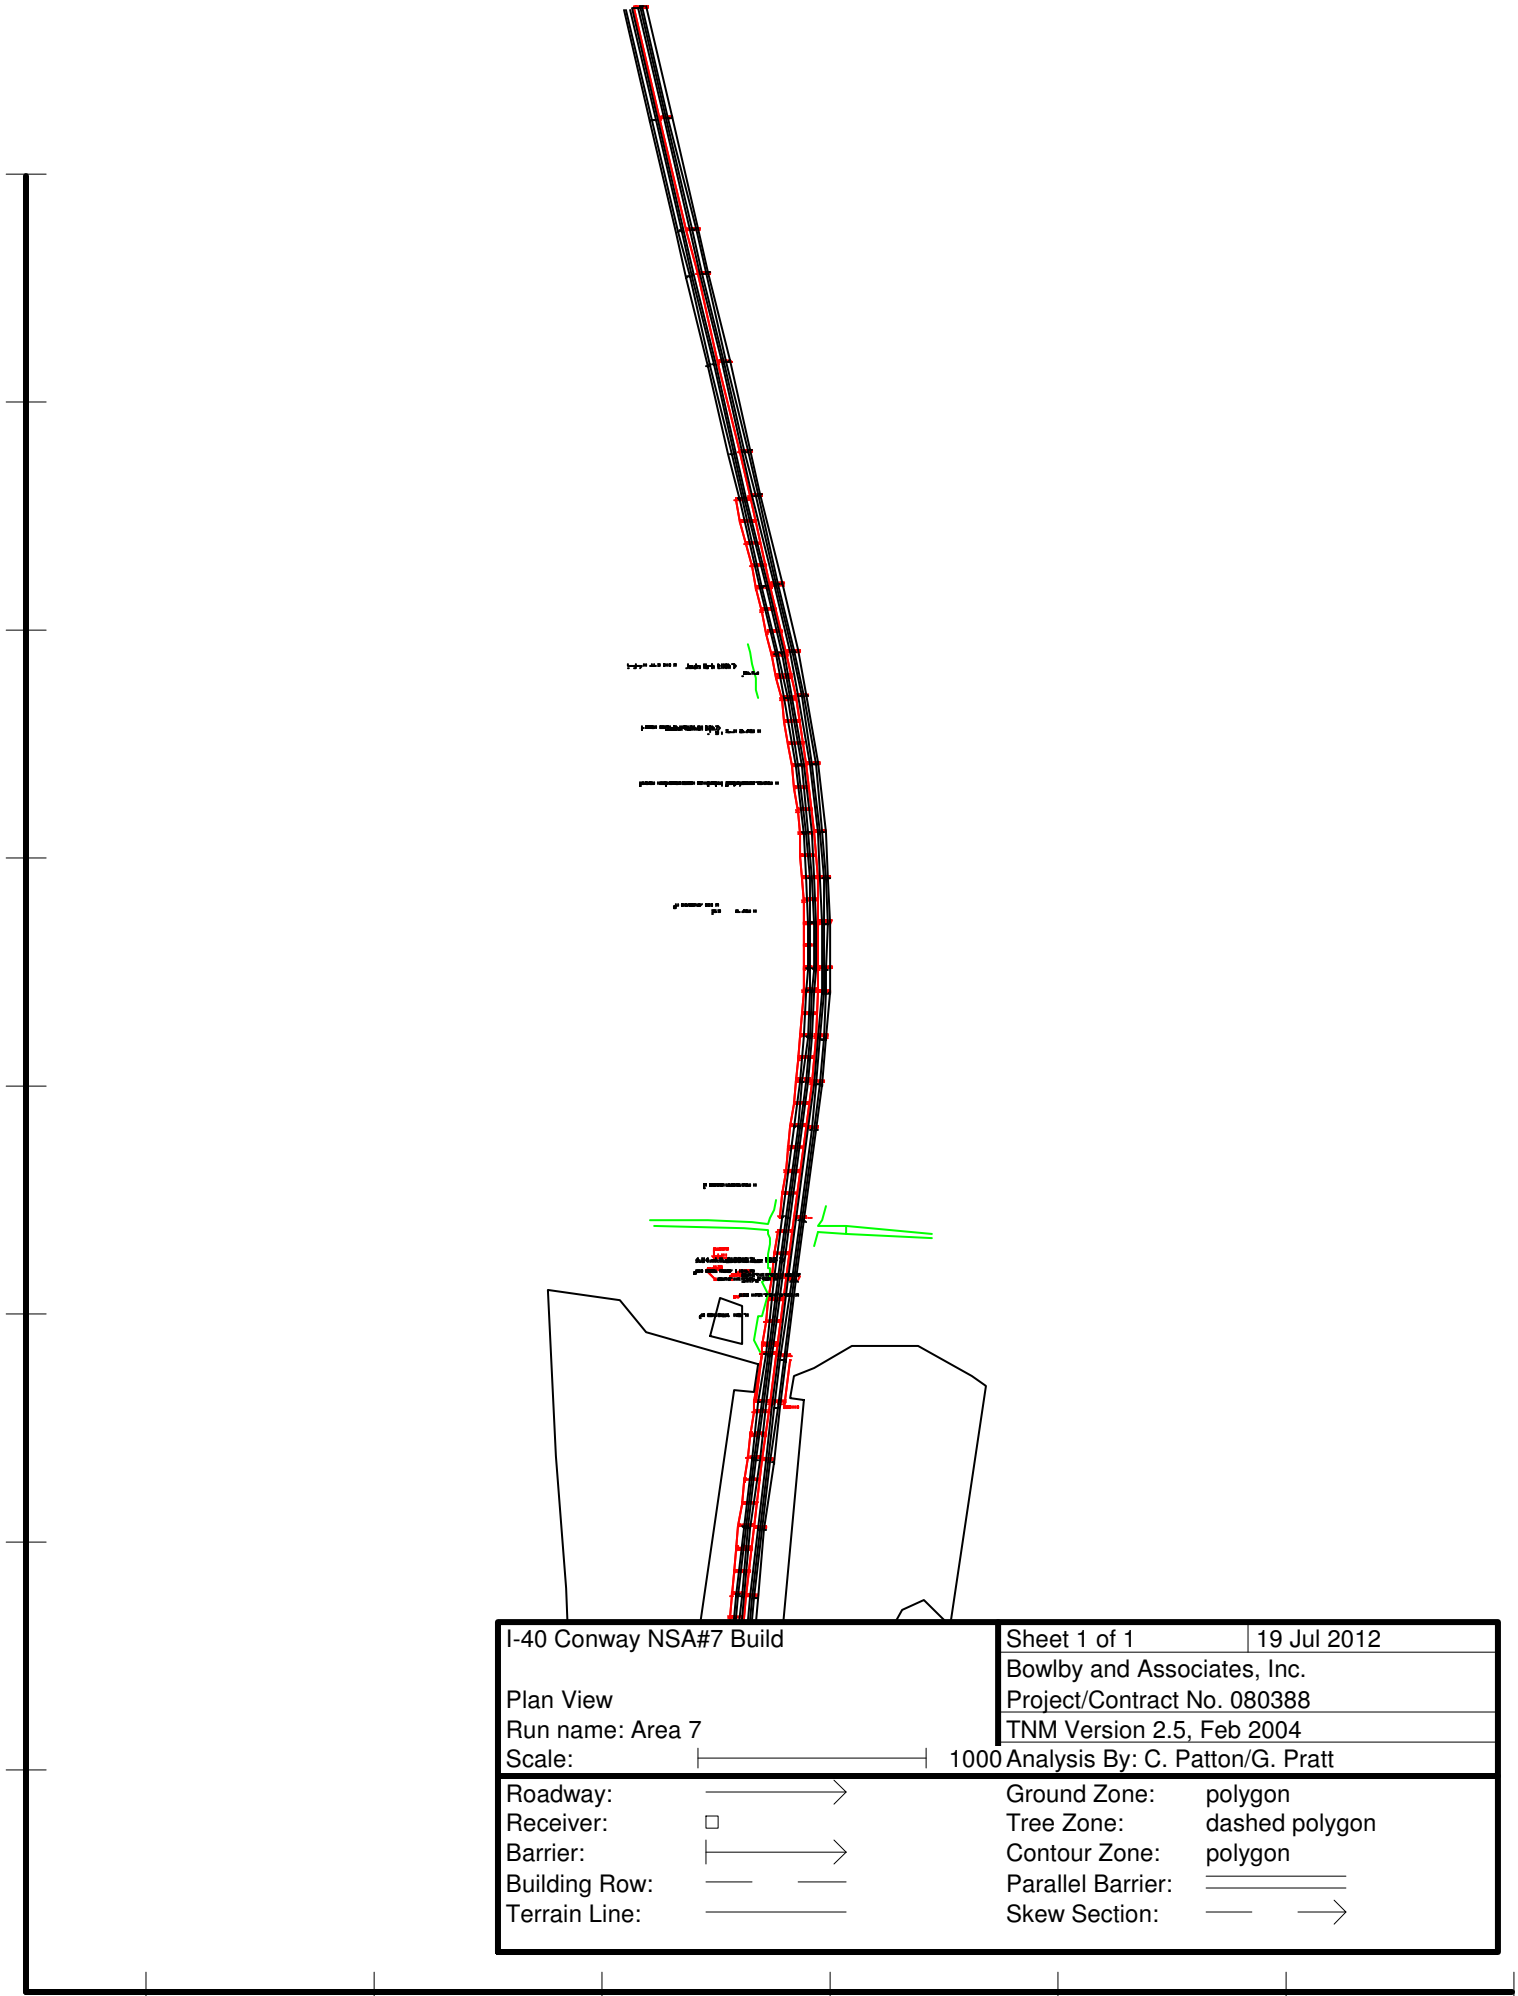 I-40 Conway NSA#7 Build
Sheet 1 of 1
19 Jul 2012
Bowlby and Associates, Inc.
Plan View
Project/Contract No. 080388
Run name: Area 7
TNM Version 2.5, Feb 2004
Scale:
1000
Analysis By: C. Patton/G. Pratt
Roadway:
Ground Zone: polygon
Receiver:
Tree Zone: dashed polygon
Barrier:
Contour Zone: polygon
Building Row:
Parallel Barrier:
Terrain Line:
Skew Section: